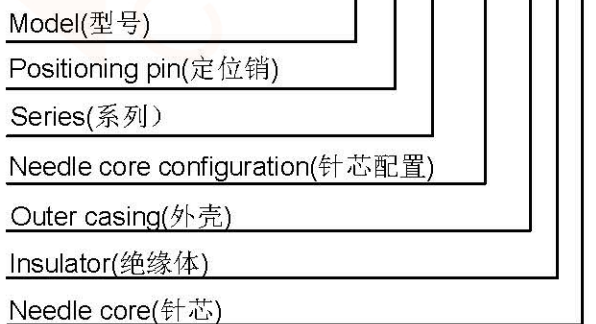 Model(型号)
Positioning pin(定位销)
Series(系列）
Needle core configuration(针芯配置)
Outer casing(外壳)
Insulator(绝缘体)
Needle core(针芯)